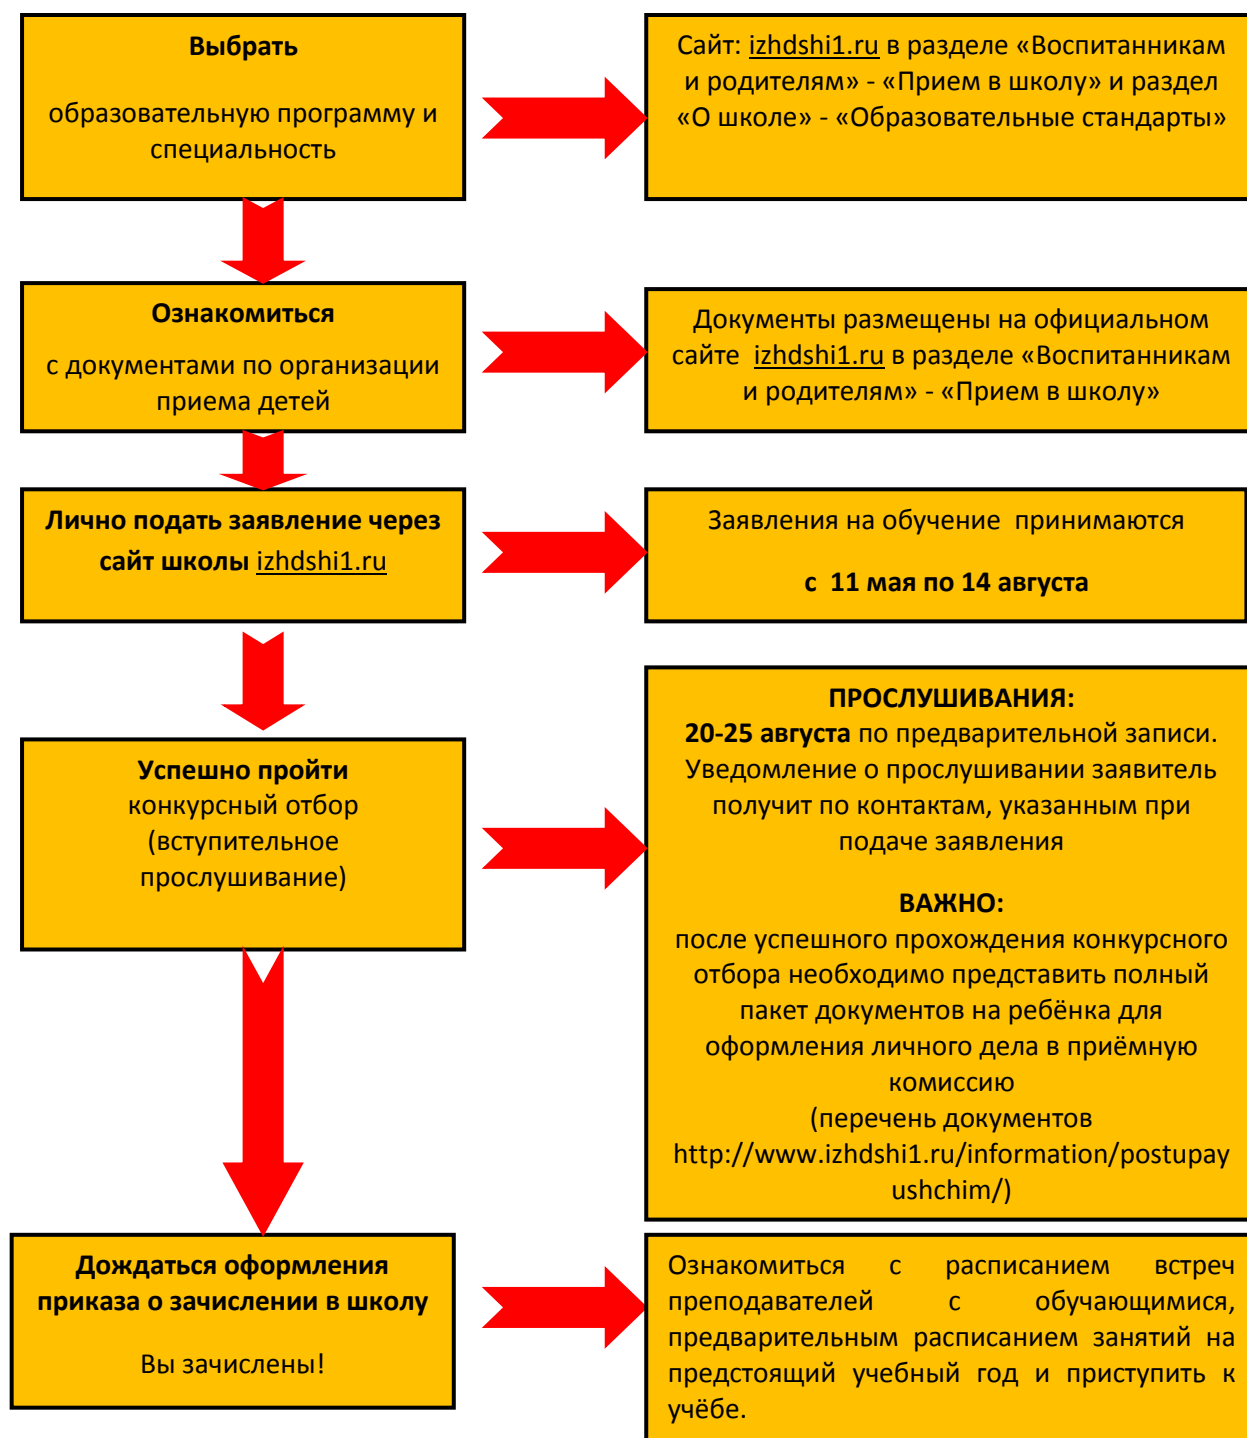 Выбрать
образовательную программу и
специальность
Сайт: izhdshi1.ru в разделе «Воспитанникам
и родителям» - «Прием в школу» и раздел
«О школе» - «Образовательные стандарты»
Ознакомиться
с документами по организации
приема детей
Документы размещены на официальном
сайте izhdshi1.ru в разделе «Воспитанникам
и родителям» - «Прием в школу»
Лично подать заявление через
сайт школы izhdshi1.ru
Заявления на обучение принимаются
с 11 мая по 14 августа
Успешно пройти
конкурсный отбор
(вступительное
прослушивание)
ПРОСЛУШИВАНИЯ:
20-25 августа по предварительной записи.
Уведомление о прослушивании заявитель
получит по контактам, указанным при
подаче заявления
ВАЖНО:
после успешного прохождения конкурсного
отбора необходимо представить полный
пакет документов на ребёнка для
оформления личного дела в приёмную
комиссию
(перечень документов
http://www.izhdshi1.ru/information/postupay
ushchim/)
Дождаться оформления
приказа о зачислении в школу
Вы зачислены!
Ознакомиться с расписанием встреч
преподавателей с обучающимися,
предварительным расписанием занятий на
предстоящий учебный год и приступить к
учёбе.